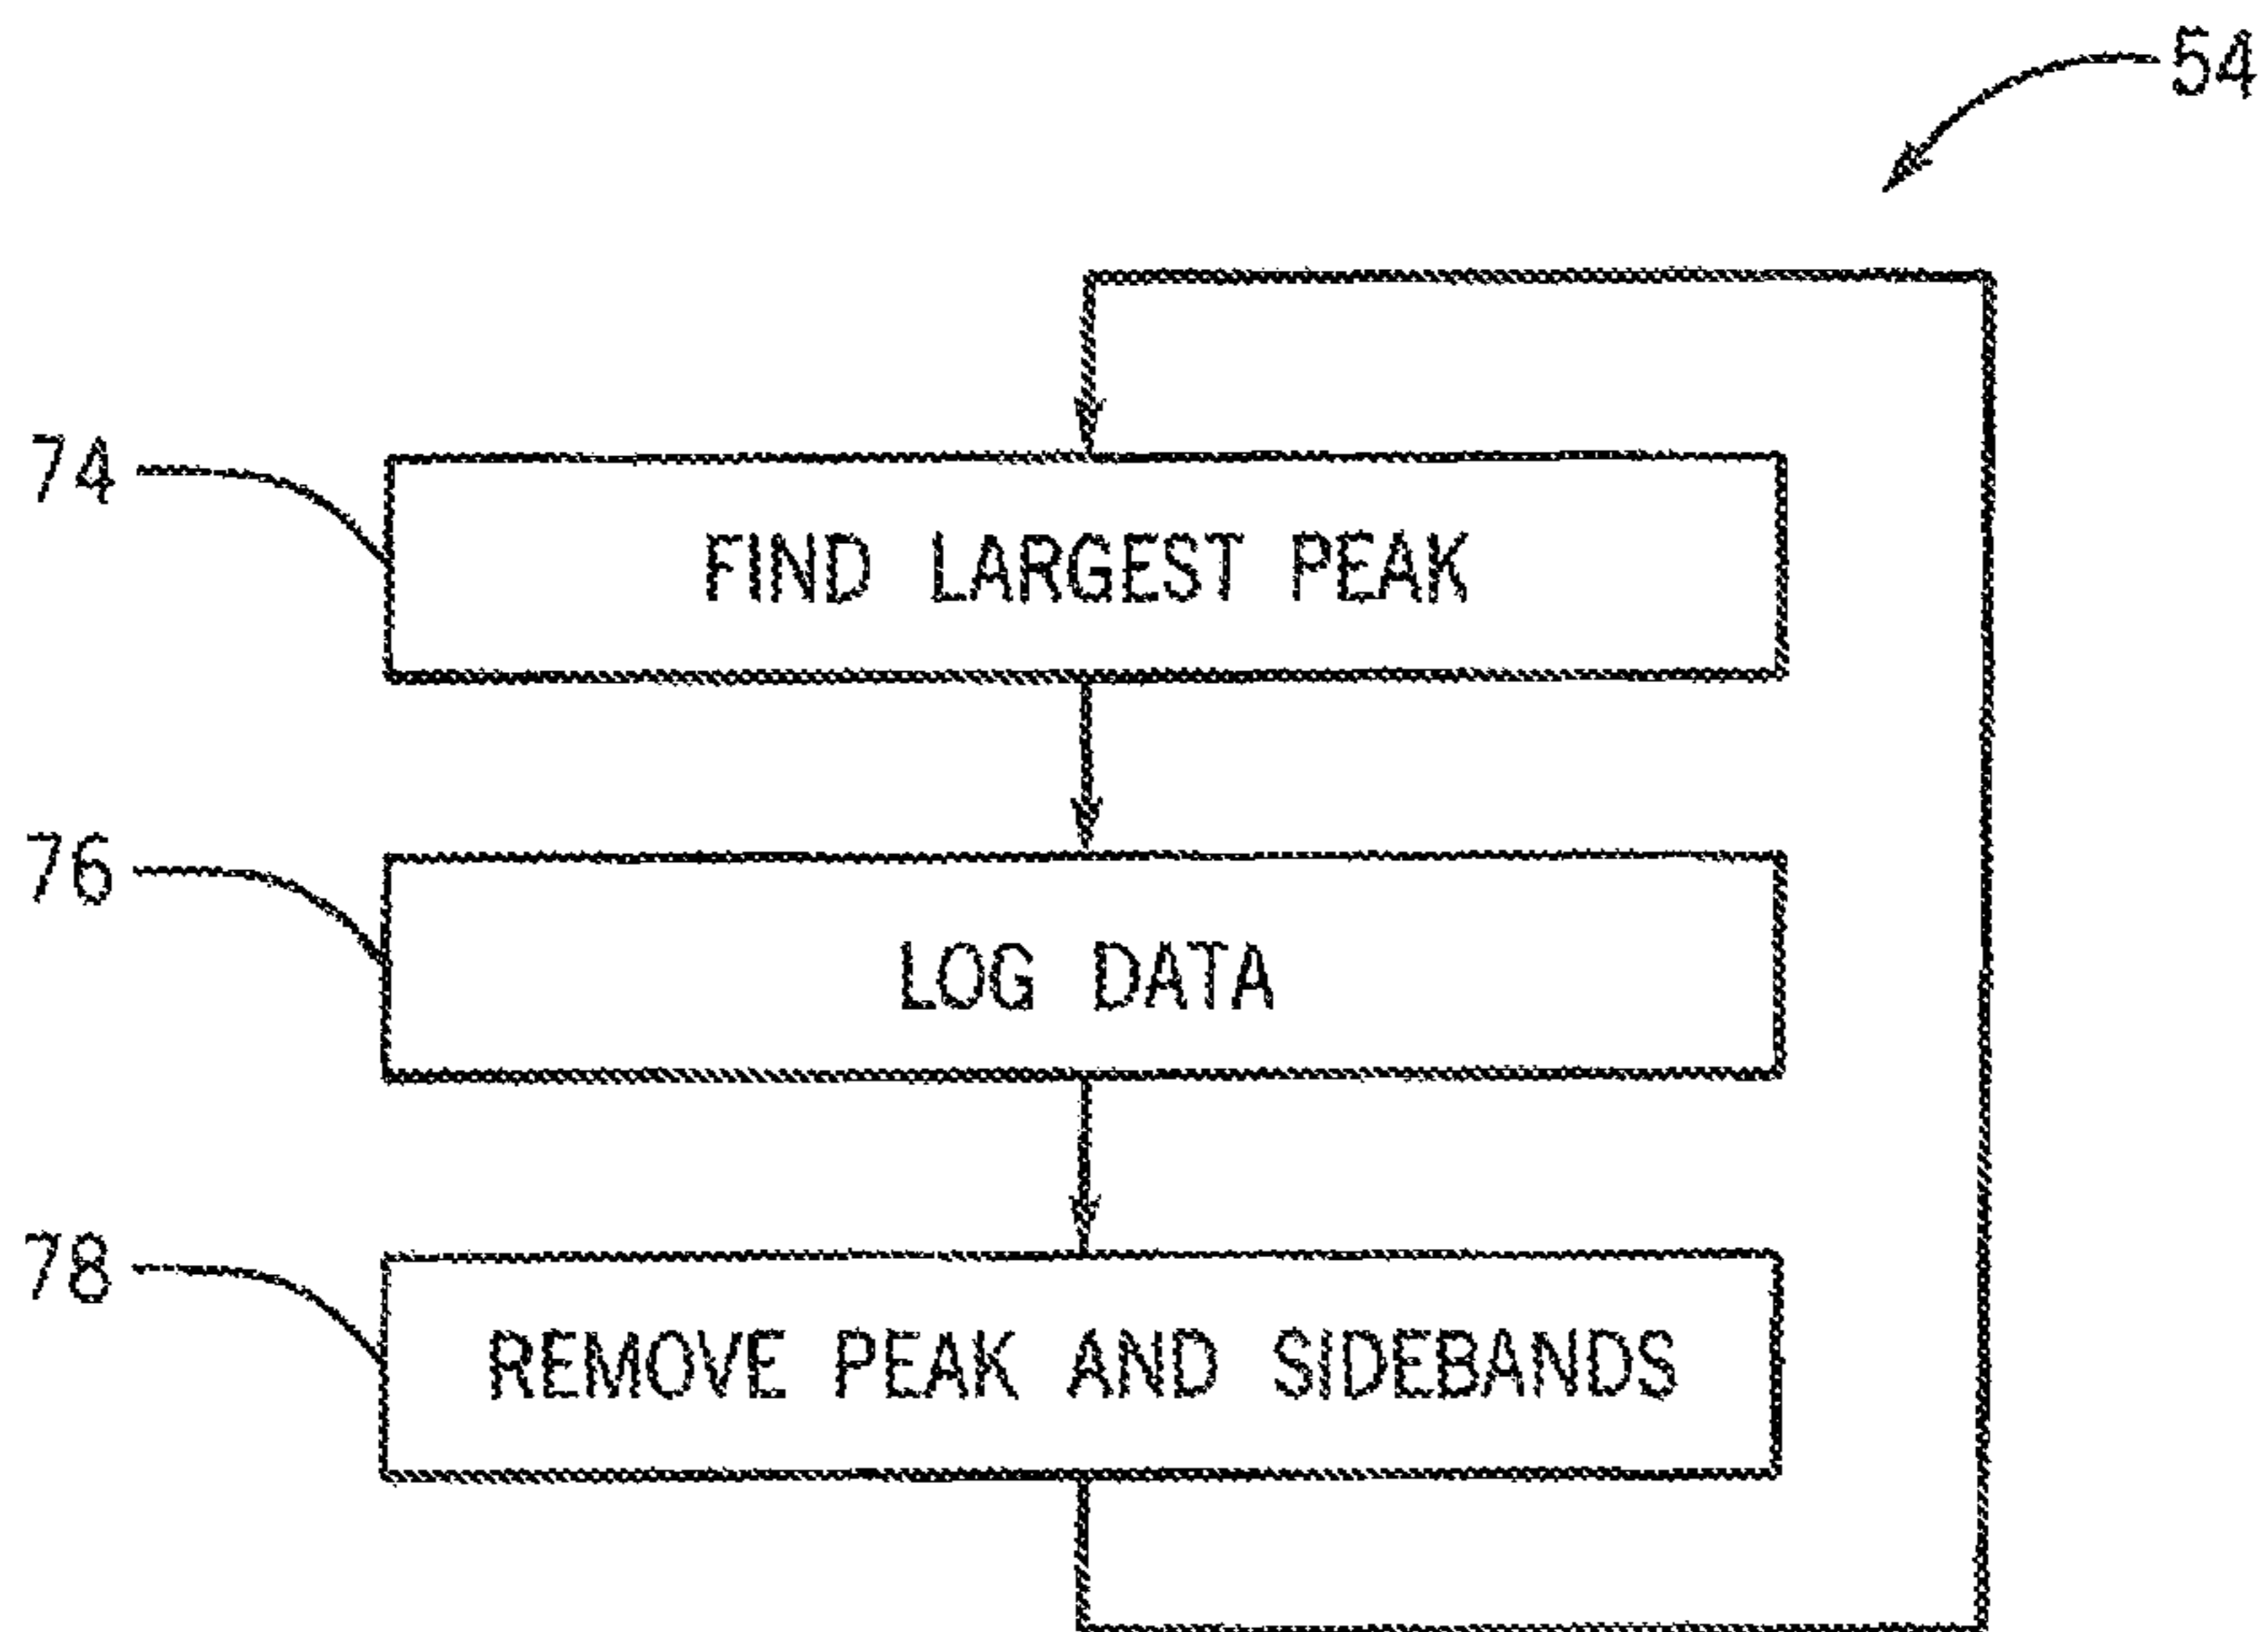 54
74
FIND LARGEST PEAK
76
LOG DATA
78
REMOVE PEAK AND SIDEBANDS